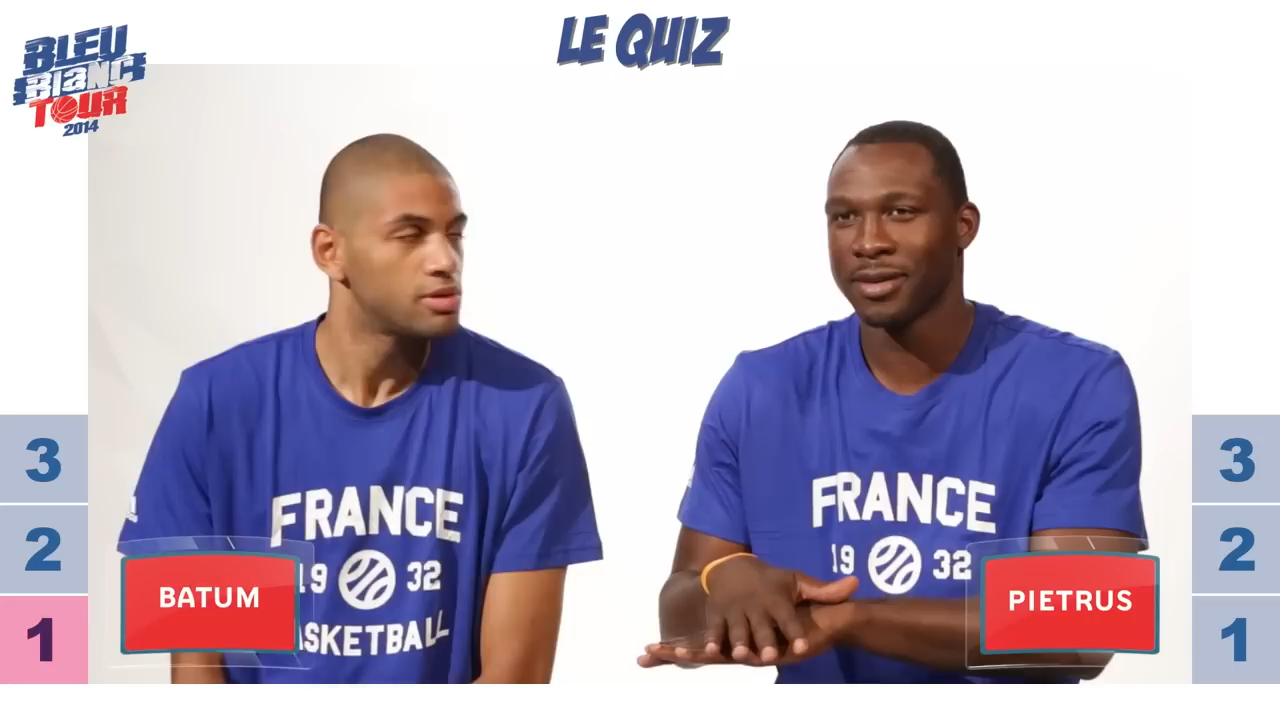 LE QUIZ
BLEU
BlaNC
TOUR
2014
FRANCE
19 32
ASKETBALL
FRANCE
19 32
BATUM
PIETRUS
3
2
1
3
2
1